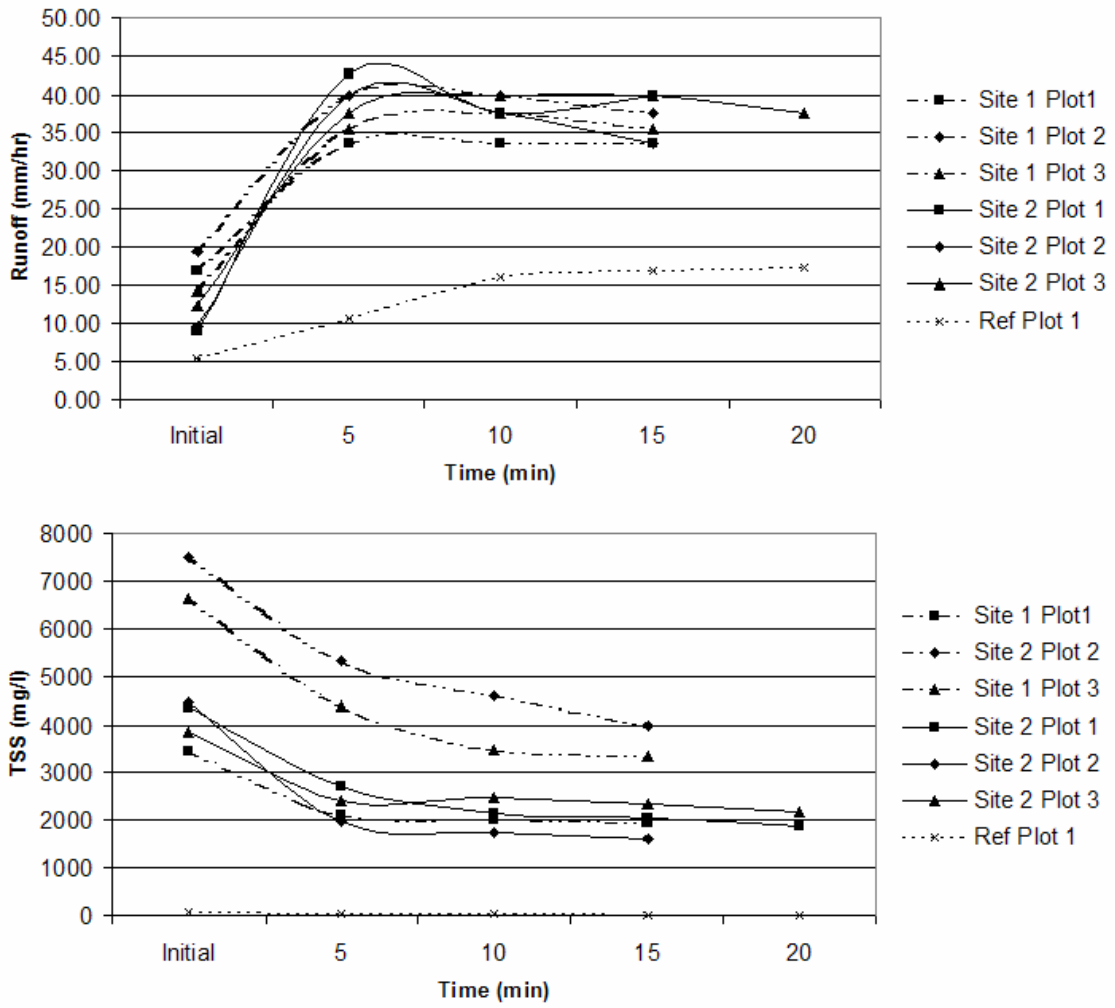 50.00
45.00
40.00
35.00
30.00
25.00
20.00
15.00
10.00
5.00
0.00
Runoff (mm/hr)
Initial 5 10 15 20
Time (min)
Site 1 Plot1
Site 1 Plot 2
Site 1 Plot 3
Site 2 Plot 1
Site 2 Plot 2
Site 2 Plot 3
Ref Plot 1
8000
7000
6000
5000
4000
3000
2000
1000
0
TSS (mg/l)
Initial 5 10 15 20
Time (min)
Site 1 Plot1
Site 2 Plot 2
Site 1 Plot 3
Site 2 Plot 1
Site 2 Plot 2
Site 2 Plot 3
Ref Plot 1